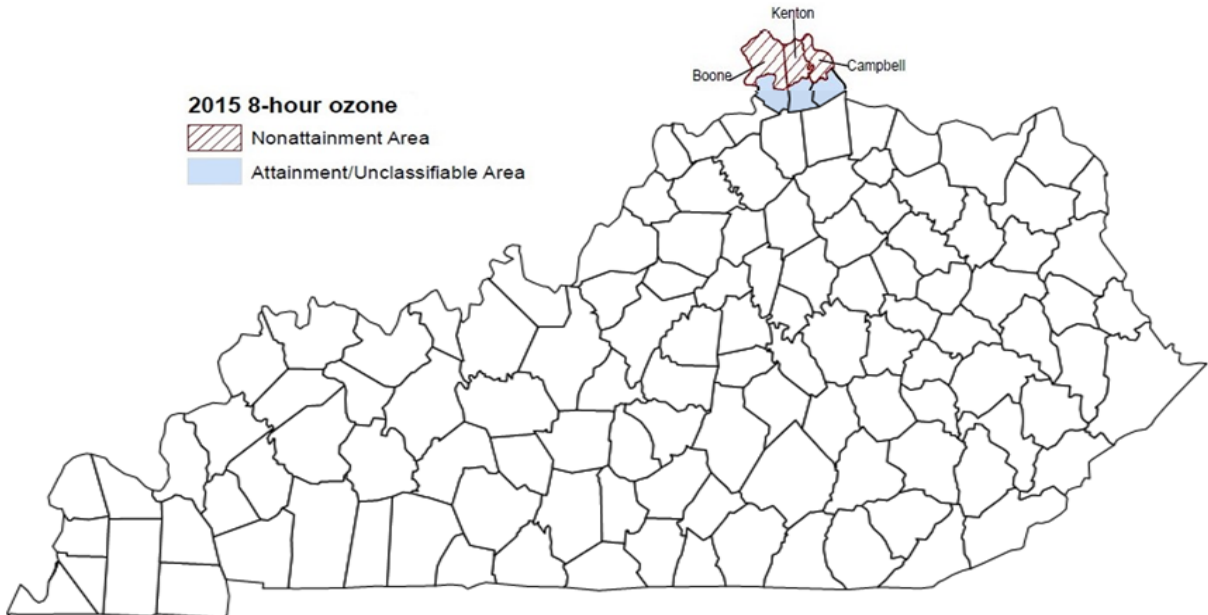 Kenton
Campbell
Boone
2015 8-hour ozone
Nonattainment Area
Attainment/Unclassifiable Area